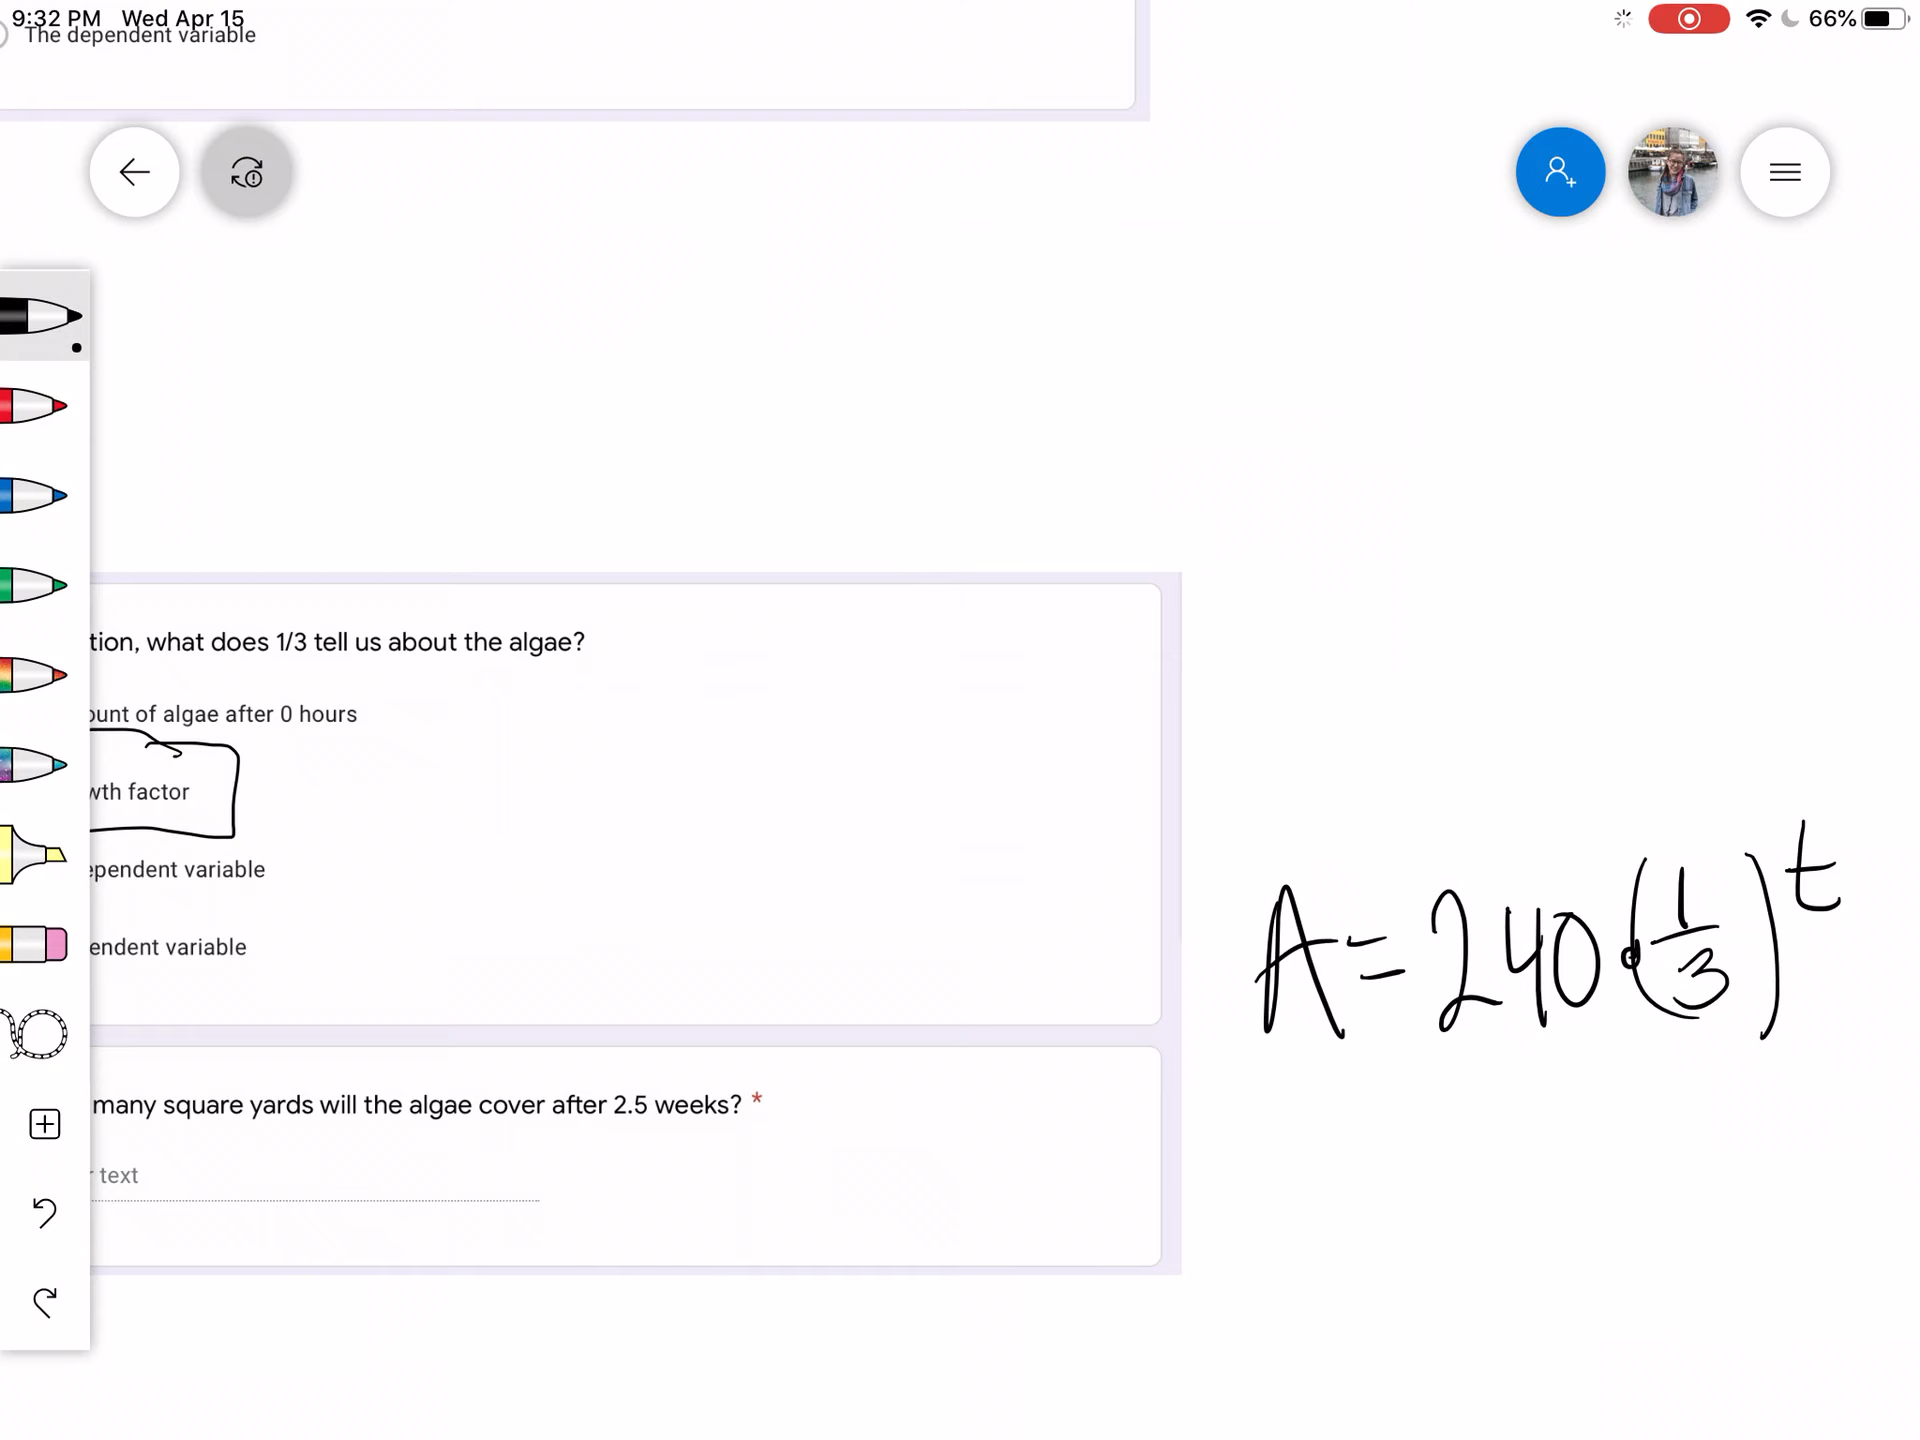 9:32 PM Wed Apr 15
66%
The dependent variable
tion, what does 1/3 tell us about the algae?
ount of algae after 0 hours
wth factor
ependent variable
endent variable
A = 240 · (1/3)^t
many square yards will the algae cover after 2.5 weeks? *
r text